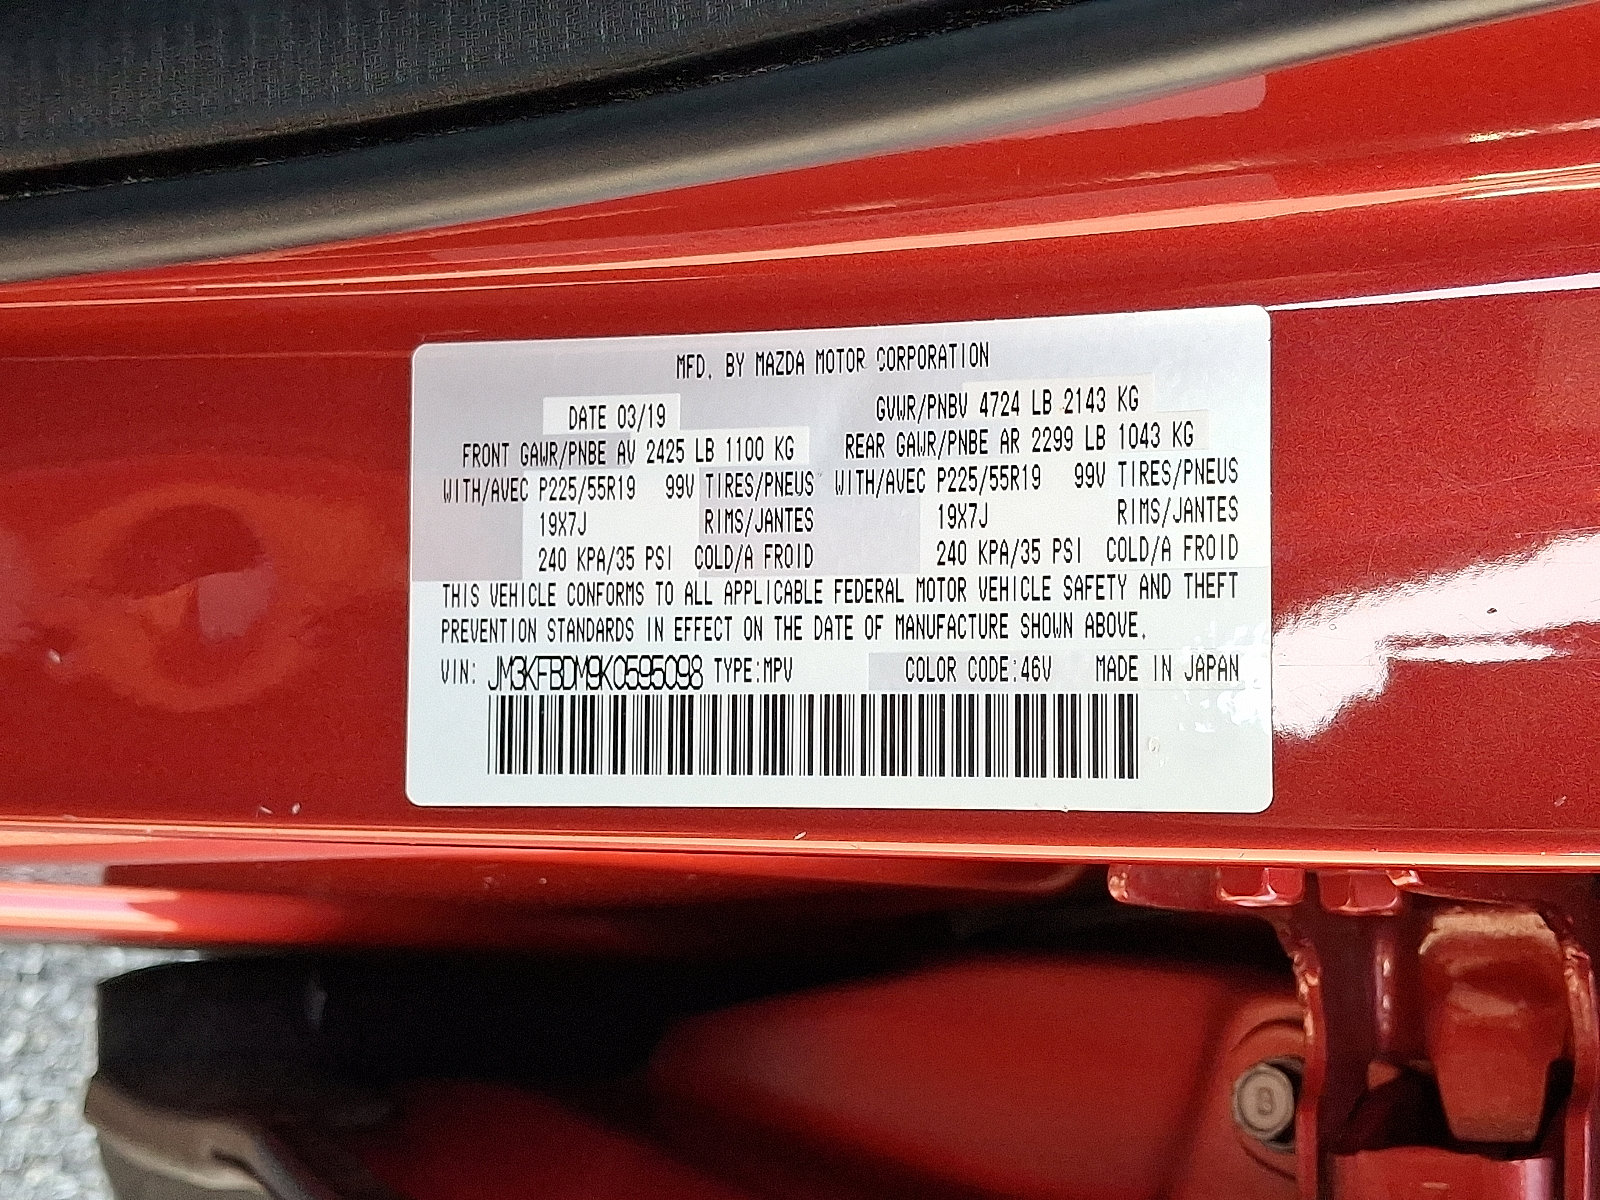 MFD. BY MAZDA MOTOR CORPORATION
DATE 03/19 GVWR/PNBV 4724 LB 2143 KG
FRONT GAWR/PNBE AV 2425 LB 1100 KG REAR GAWR/PNBE AR 2299 LB 1043 KG
WITH/AVEC P225/55R19 99V TIRES/PNEUS WITH/AVEC P225/55R19 99V TIRES/PNEUS
19X7J RIMS/JANTES 19X7J RIMS/JANTES
240 KPA/35 PSI COLD/A FROID 240 KPA/35 PSI COLD/A FROID
THIS VEHICLE CONFORMS TO ALL APPLICABLE FEDERAL MOTOR VEHICLE SAFETY AND THEFT
PREVENTION STANDARDS IN EFFECT ON THE DATE OF MANUFACTURE SHOWN ABOVE.
VIN: JM3KFBDM9K0595098 TYPE:MPV COLOR CODE:46V MADE IN JAPAN